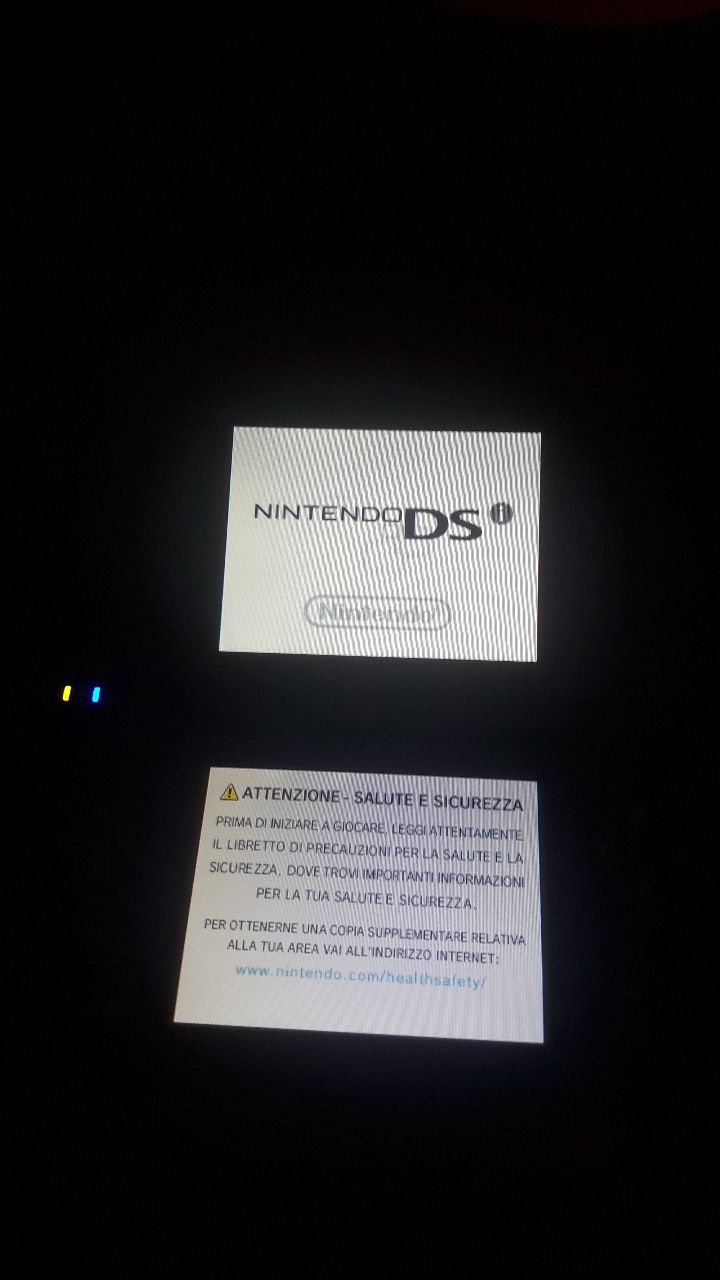 NINTENDO DS i
Nintendo®
ATTENZIONE - SALUTE E SICUREZZA
PRIMA DI INIZIARE A GIOCARE, LEGGI ATTENTAMENTE
IL LIBRETTO DI PRECAUZIONI PER LA SALUTE E LA
SICUREZZA, DOVE TROVI IMPORTANTI INFORMAZIONI
PER LA TUA SALUTE E SICUREZZA.
PER OTTENERNE UNA COPIA SUPPLEMENTARE RELATIVA
ALLA TUA AREA VAI ALL'INDIRIZZO INTERNET:
www.nintendo.com/healthsafety/